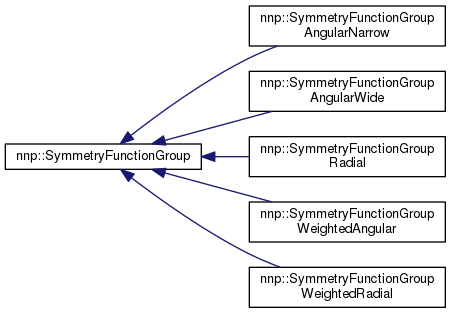 nnp::SymmetryFunctionGroup
AngularNarrow
nnp::SymmetryFunctionGroup
AngularWide
nnp::SymmetryFunctionGroup
nnp::SymmetryFunctionGroup
Radial
nnp::SymmetryFunctionGroup
WeightedAngular
nnp::SymmetryFunctionGroup
WeightedRadial